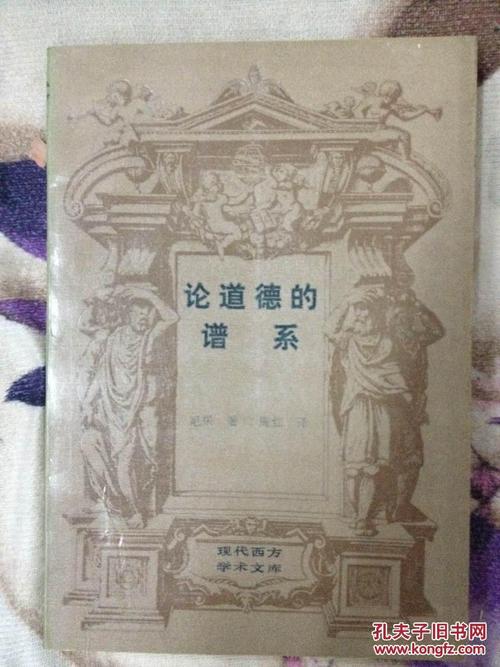 论道德的
谱系
尼采 著 周红 译
现代西方
学术文库
孔夫子旧书网
www.kongfz.com